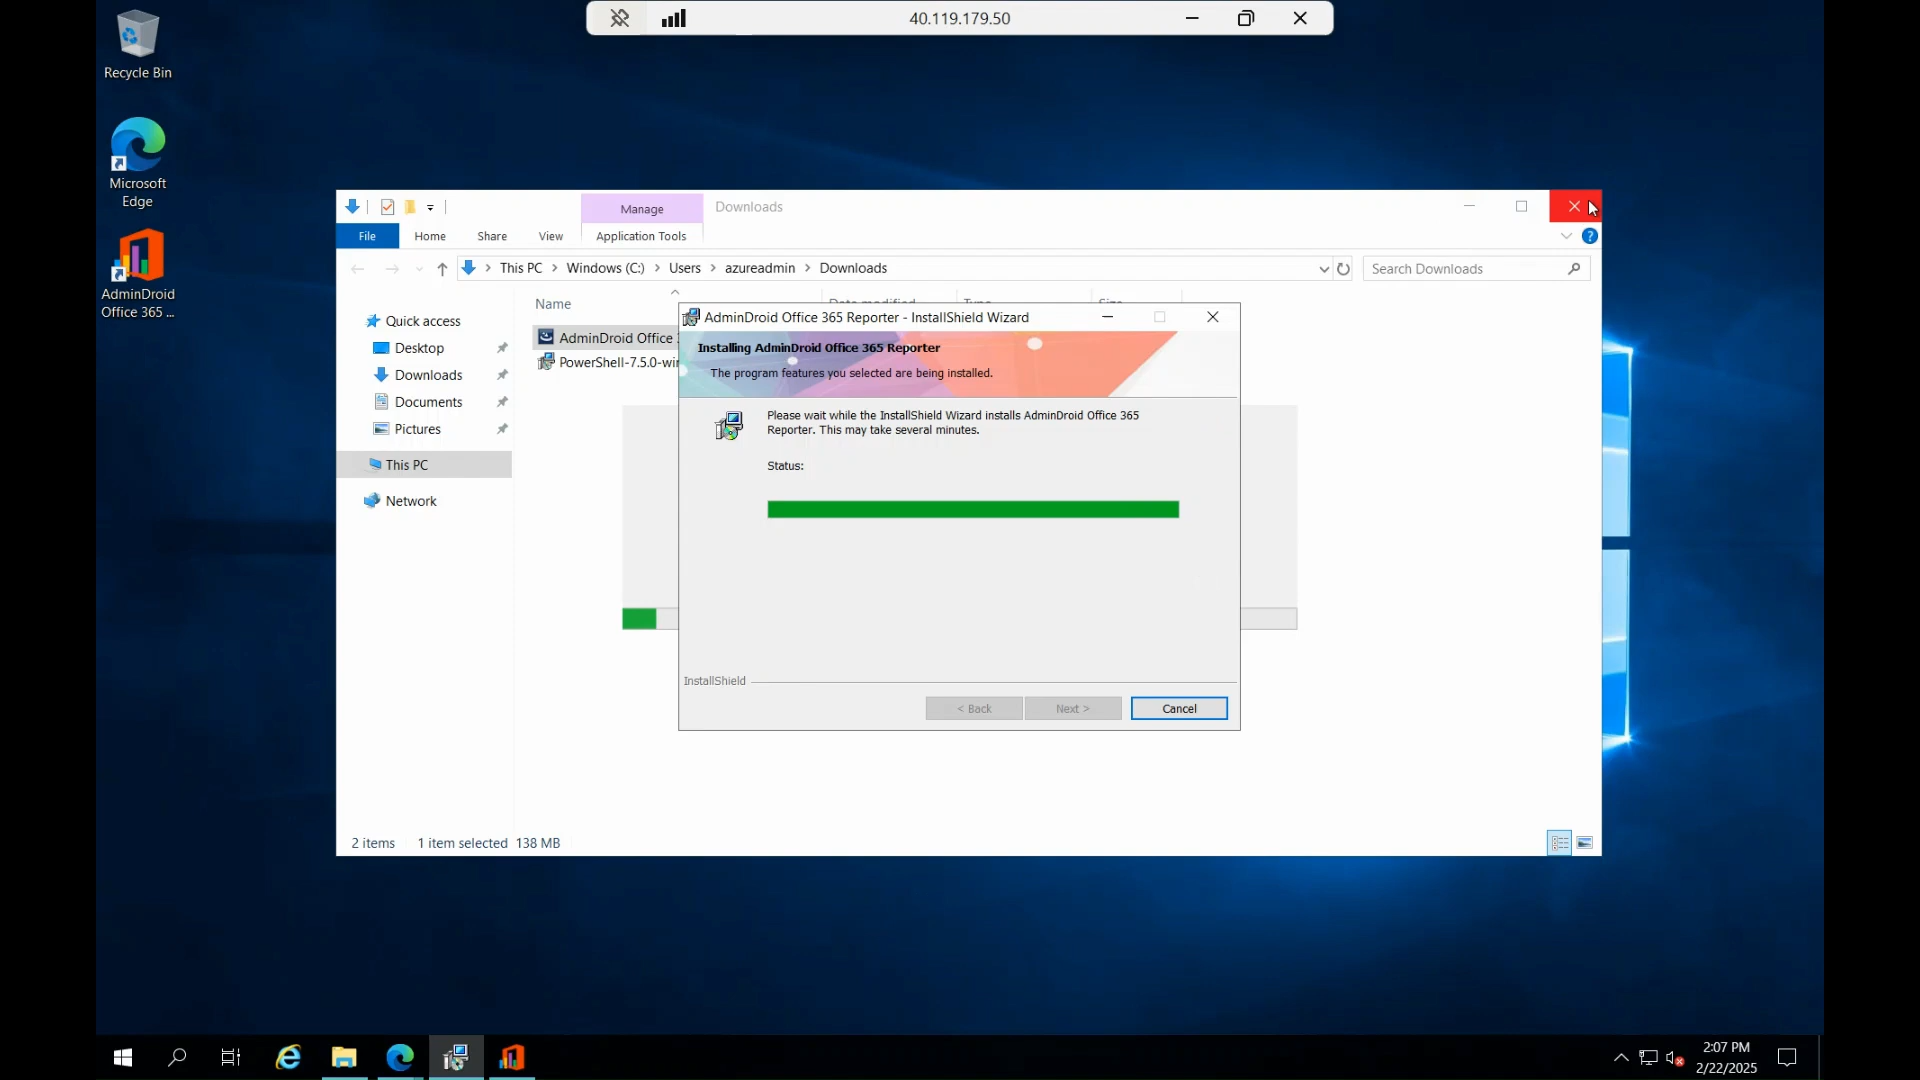 40.119.179.50
Recycle Bin
Microsoft
Edge
AdminDroid
Office 365 ...
Manage
Downloads
File
Home
Share
View
Application Tools
This PC
Windows (C:)
Users
azureadmin
Downloads
Search Downloads
Name
Quick access
Desktop
Downloads
Documents
Pictures
This PC
Network
AdminDroid Office
PowerShell-7.5.0-wi
AdminDroid Office 365 Reporter - InstallShield Wizard
Installing AdminDroid Office 365 Reporter
The program features you selected are being installed.
Please wait while the InstallShield Wizard installs AdminDroid Office 365
Reporter. This may take several minutes.
Status:
InstallShield
< Back
Next >
Cancel
2 items
1 item selected
138 MB
2:07 PM
2/22/2025